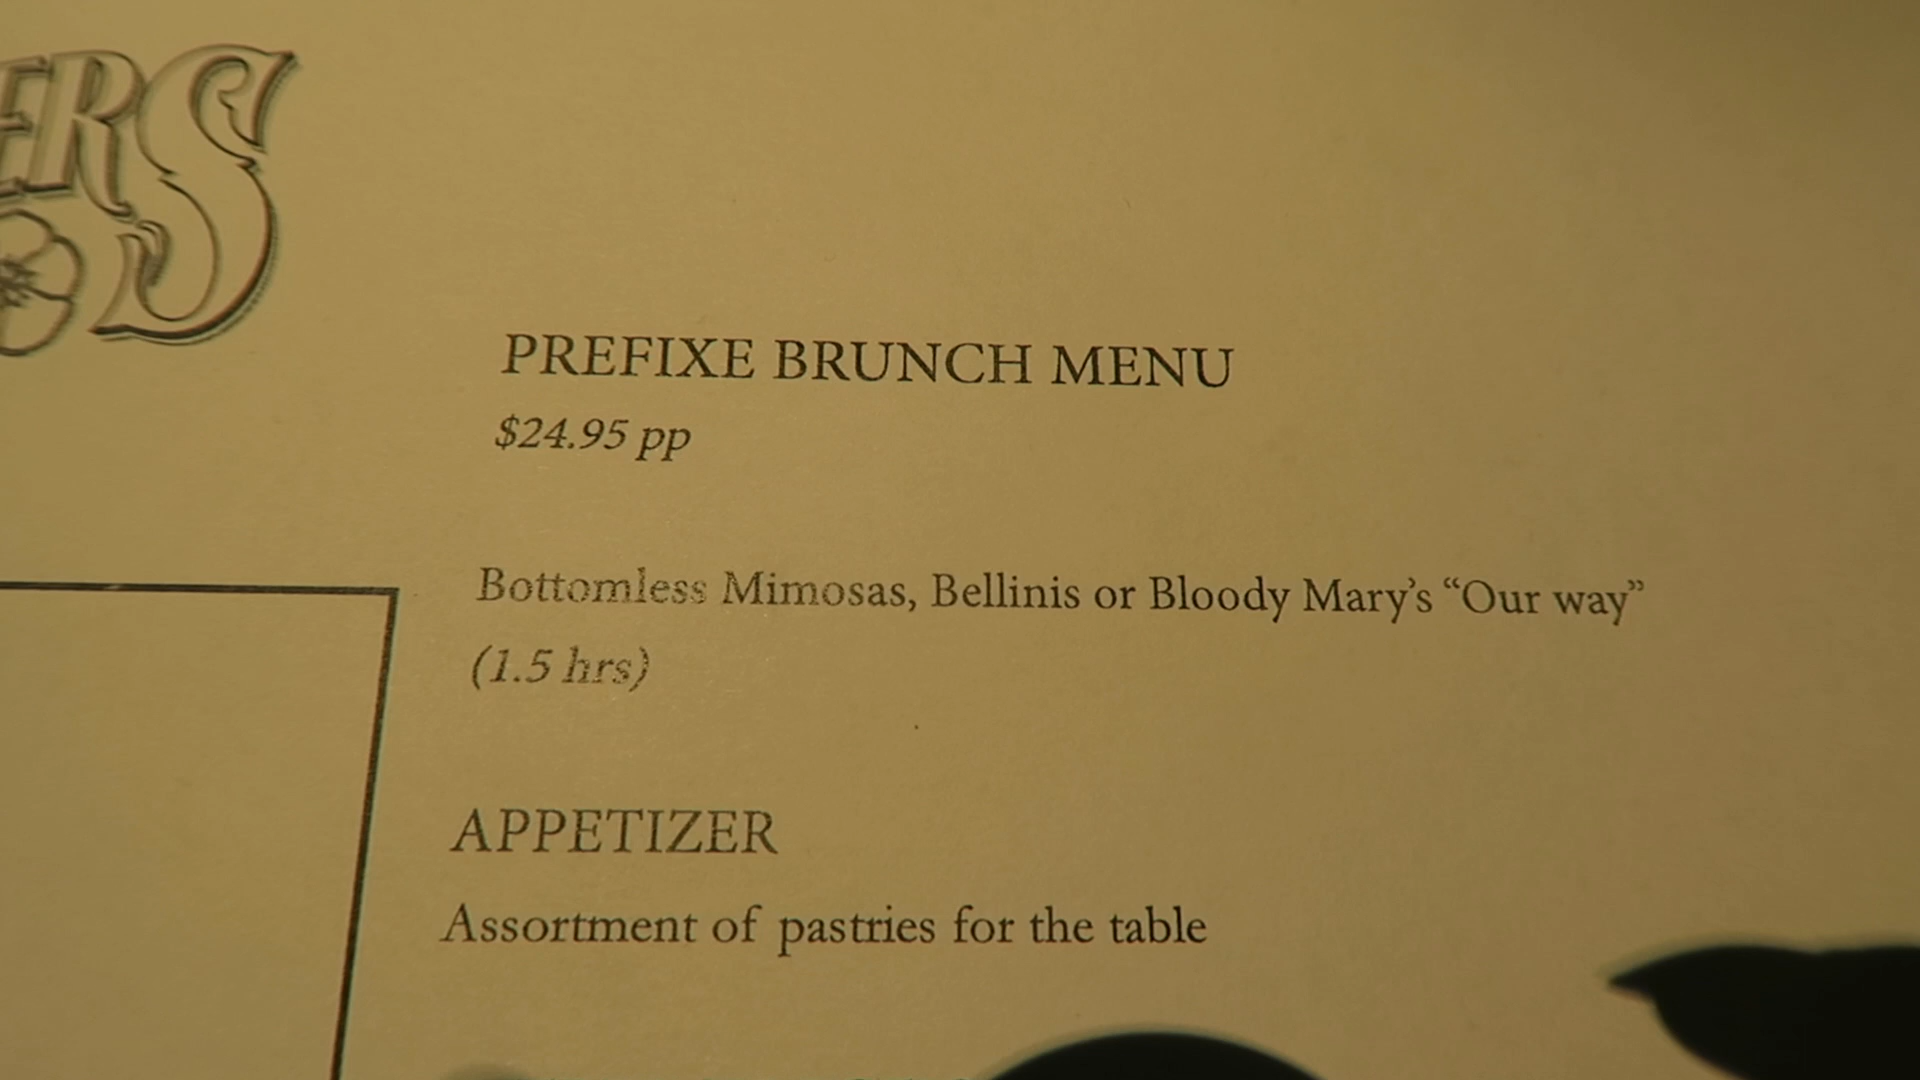 ERS
PREFIXE BRUNCH MENU
$24.95 pp
Bottomless Mimosas, Bellinis or Bloody Mary’s “Our way”
(1.5 hrs)
APPETIZER
Assortment of pastries for the table